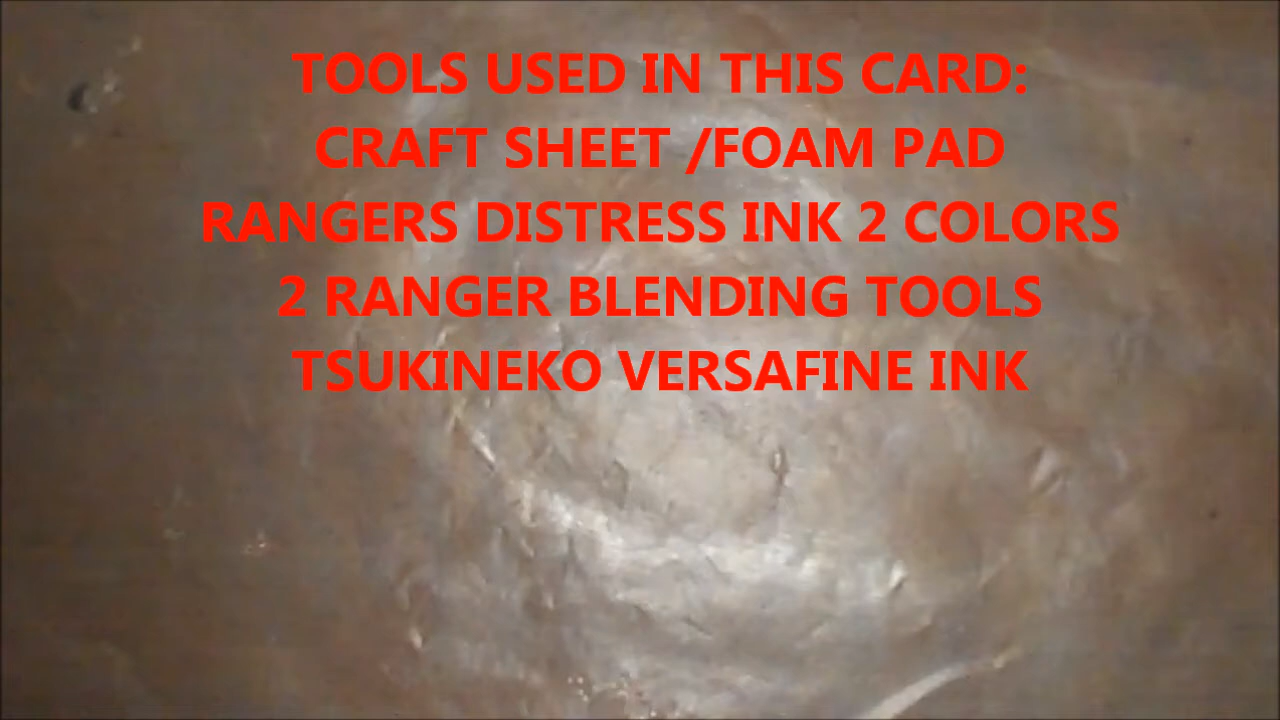 TOOLS USED IN THIS CARD:
CRAFT SHEET /FOAM PAD
RANGERS DISTRESS INK 2 COLORS
2 RANGER BLENDING TOOLS
TSUKINEKO VERSAFINE INK